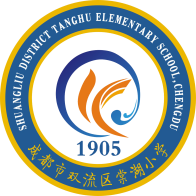 SHUANGLIU DISTRICT TANGHU ELEMENTARY SCHOOL,CHENGDU
1905
成都市双流区棠湖小学